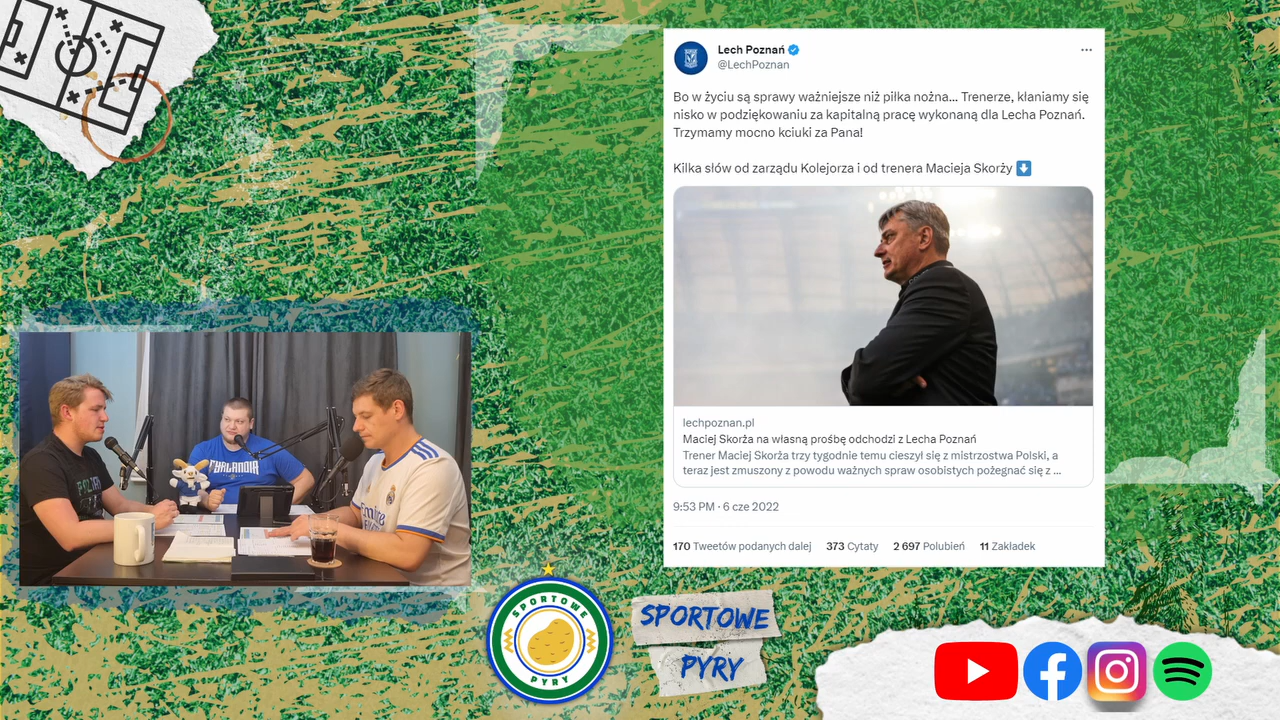 Lech Poznań
@LechPoznan
Bo w życiu są sprawy ważniejsze niż piłka nożna... Trenerze, kłaniamy się
nisko w podziękowaniu za kapitalną pracę wykonaną dla Lecha Poznań.
Trzymamy mocno kciuki za Pana!
Kilka słów od zarządu Kolejorza i od trenera Macieja Skorży ⬇️
lechpoznan.pl
Maciej Skorża na własną prośbę odchodzi z Lecha Poznań
Trener Maciej Skorża trzy tygodnie temu cieszył się z mistrzostwa Polski, a
teraz jest zmuszony z powodu ważnych spraw osobistych pożegnać się z ...
9:53 PM · 6 cze 2022
170 Tweetów podanych dalej 373 Cytaty 2 697 Polubień 11 Zakładek
PYRLANDIA
SPORTOWE
PYRY
SPORTOWE
PYRY